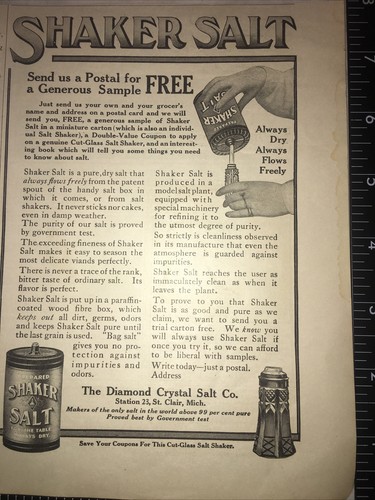 SHAKER SALT
Send us a Postal for
a Generous Sample FREE
Just send us your own and your grocer's
name and address on a postal card and we will
send you, FREE, a generous sample of Shaker
Salt in a miniature carton (which is also an individ-
ual Salt Shaker), a Double-Value Coupon to apply
on a genuine Cut-Glass Salt Shaker, and an interest-
ing book which will tell you some things you need
to know about salt.
SHAKER
SALT
Always
Dry
Always
Flows
Freely
Shaker Salt is a pure, dry salt that
always flows freely from the patent
spout of the handy salt box in
which it comes, or from salt
shakers. It never sticks nor cakes,
even in damp weather.
The purity of our salt is proved
by government test.
The exceeding fineness of Shaker
Salt makes it easy to season the
most delicate viands perfectly.
There is never a trace of the rank,
bitter taste of ordinary salt. Its
flavor is perfect.
Shaker Salt is put up in a paraffin-
coated wood fibre box, which
keeps out all dirt, germs, odors
and keeps Shaker Salt pure until
the last grain is used. "Bag salt"
gives you no pro-
tection against
impurities and
odors.
Shaker Salt is
produced in a
model salt plant,
equipped with
special machinery
for refining it to
the utmost degree of purity.
So strictly is cleanliness observed
in its manufacture that even the
atmosphere is guarded against
impurities.
Shaker Salt reaches the user as
immaculately clean as when it
leaves the plant.
To prove to you that Shaker
Salt is as good and pure as we
claim, we want to send you a
trial carton free. We know you
will always use Shaker Salt if
once you try it, so we can afford
to be liberal with samples.
Write today—just a postal.
Address
The Diamond Crystal Salt Co.
Station 23, St. Clair, Mich.
Makers of the only salt in the world above 99 per cent pure
Proved best by Government test
PREPARED
SHAKER
SALT
Save Your Coupons For This Cut-Glass Salt Shaker.
8
7
6
5
4
3
2